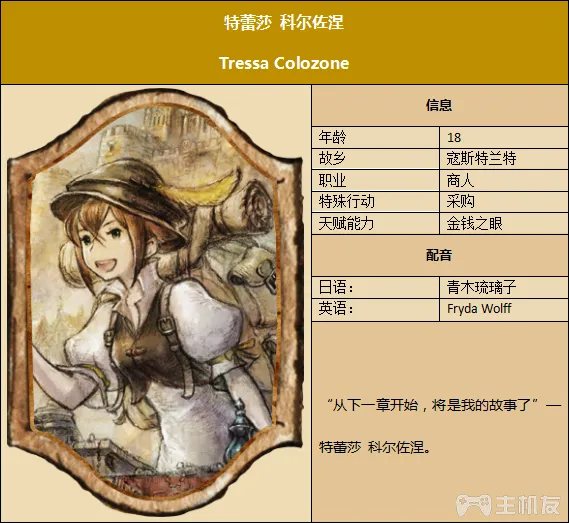 特蕾莎 科尔佐涅
Tressa Colozone
信息
年龄 18
故乡 寇斯特兰特
职业 商人
特殊行动 采购
天赋能力 金钱之眼
配音
日语： 青木琉璃子
英语： Fryda Wolff
“从下一章开始，将是我的故事了”—
特蕾莎 科尔佐涅。
主机友